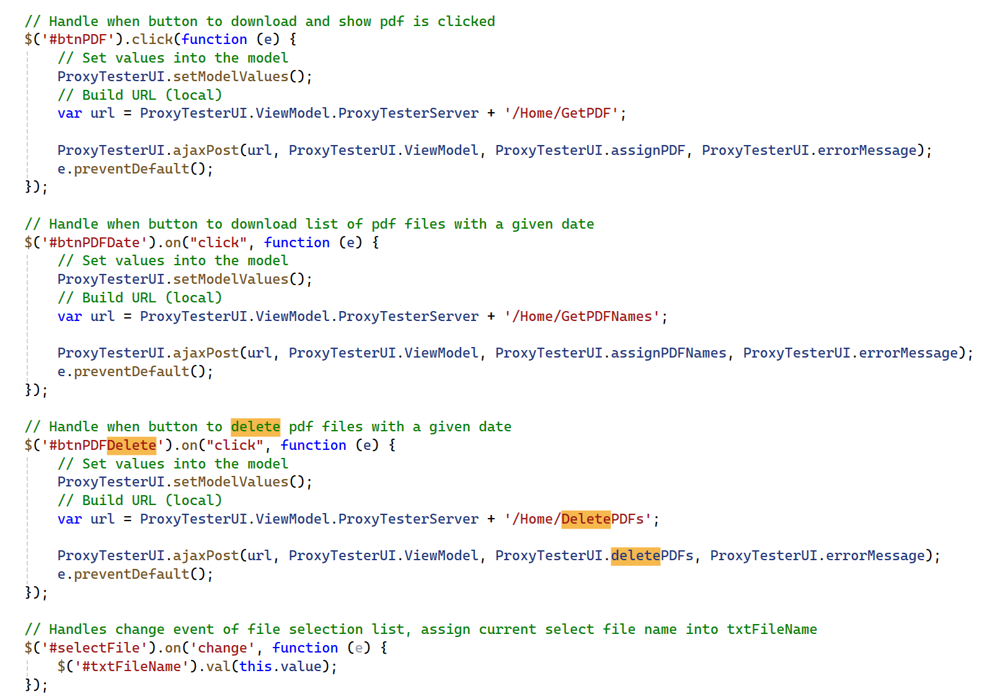 // Handle when button to download and show pdf is clicked
$('#btnPDF').click(function (e) {
    // Set values into the model
    ProxyTesterUI.setModelValues();
    // Build URL (local)
    var url = ProxyTesterUI.ViewModel.ProxyTesterServer + '/Home/GetPDF';

    ProxyTesterUI.ajaxPost(url, ProxyTesterUI.ViewModel, ProxyTesterUI.assignPDF, ProxyTesterUI.errorMessage);
    e.preventDefault();
});

// Handle when button to download list of pdf files with a given date
$('#btnPDFDate').on("click", function (e) {
    // Set values into the model
    ProxyTesterUI.setModelValues();
    // Build URL (local)
    var url = ProxyTesterUI.ViewModel.ProxyTesterServer + '/Home/GetPDFNames';

    ProxyTesterUI.ajaxPost(url, ProxyTesterUI.ViewModel, ProxyTesterUI.assignPDFNames, ProxyTesterUI.errorMessage);
    e.preventDefault();
});

// Handle when button to delete pdf files with a given date
$('#btnPDFDelete').on("click", function (e) {
    // Set values into the model
    ProxyTesterUI.setModelValues();
    // Build URL (local)
    var url = ProxyTesterUI.ViewModel.ProxyTesterServer + '/Home/DeletePDFs';

    ProxyTesterUI.ajaxPost(url, ProxyTesterUI.ViewModel, ProxyTesterUI.deletePDFs, ProxyTesterUI.errorMessage);
    e.preventDefault();
});

// Handles change event of file selection list, assign current select file name into txtFileName
$('#selectFile').on('change', function (e) {
    $('#txtFileName').val(this.value);
});